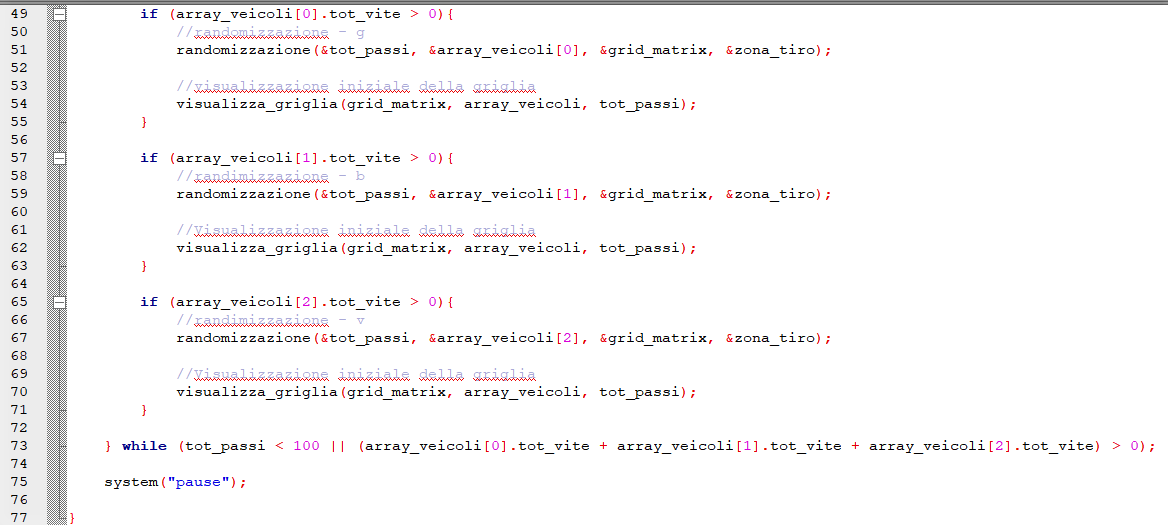 49 if (array_veicoli[0].tot_vite > 0){
50 //randomizzazione - g
51 randomizzazione(&tot_passi, &array_veicoli[0], &grid_matrix, &zona_tiro);
52
53 //visualizzazione iniziale della griglia
54 visualizza_griglia(grid_matrix, array_veicoli, tot_passi);
55 }
56
57 if (array_veicoli[1].tot_vite > 0){
58 //randimizzazione - b
59 randomizzazione(&tot_passi, &array_veicoli[1], &grid_matrix, &zona_tiro);
60
61 //Visualizzazione iniziale della griglia
62 visualizza_griglia(grid_matrix, array_veicoli, tot_passi);
63 }
64
65 if (array_veicoli[2].tot_vite > 0){
66 //randimizzazione - v
67 randomizzazione(&tot_passi, &array_veicoli[2], &grid_matrix, &zona_tiro);
68
69 //Visualizzazione iniziale della griglia
70 visualizza_griglia(grid_matrix, array_veicoli, tot_passi);
71 }
72
73 } while (tot_passi < 100 || (array_veicoli[0].tot_vite + array_veicoli[1].tot_vite + array_veicoli[2].tot_vite) > 0);
74
75 system("pause");
76
77 }